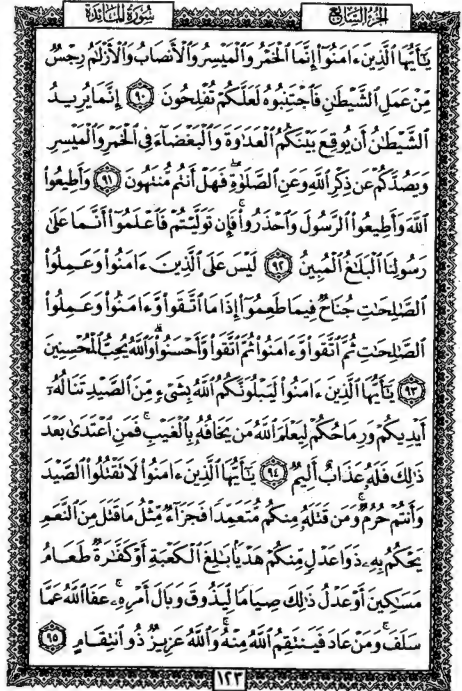 سُورَةُ المَائدَة
الجُزءُ السَّابِعُ
يَـٰٓأَيُّهَا ٱلَّذِينَ ءَامَنُوٓا۟ إِنَّمَا ٱلْخَمْرُ وَٱلْمَيْسِرُ وَٱلْأَنصَابُ وَٱلْأَزْلَـٰمُ رِجْسٌ
مِّنْ عَمَلِ ٱلشَّيْطَـٰنِ فَٱجْتَنِبُوهُ لَعَلَّكُمْ تُفْلِحُونَ ﴿٩٠﴾ إِنَّمَا يُرِيدُ
ٱلشَّيْطَـٰنُ أَن يُوقِعَ بَيْنَكُمُ ٱلْعَدَٰوَةَ وَٱلْبَغْضَآءَ فِى ٱلْخَمْرِ وَٱلْمَيْسِرِ
وَيَصُدَّكُمْ عَن ذِكْرِ ٱللَّهِ وَعَنِ ٱلصَّلَوٰةِ ۖ فَهَلْ أَنتُم مُّنتَهُونَ ﴿٩١﴾ وَأَطِيعُوا۟
ٱللَّهَ وَأَطِيعُوا۟ ٱلرَّسُولَ وَٱحْذَرُوا۟ ۚ فَإِن تَوَلَّيْتُمْ فَٱعْلَمُوٓا۟ أَنَّمَا عَلَىٰ
رَسُولِنَا ٱلْبَلَـٰغُ ٱلْمُبِينُ ﴿٩٢﴾ لَيْسَ عَلَى ٱلَّذِينَ ءَامَنُوا۟ وَعَمِلُوا۟
ٱلصَّـٰلِحَـٰتِ جُنَاحٌ فِيمَا طَعِمُوٓا۟ إِذَا مَا ٱتَّقَوا۟ وَّءَامَنُوا۟ وَعَمِلُوا۟
ٱلصَّـٰلِحَـٰتِ ثُمَّ ٱتَّقَوا۟ وَّءَامَنُوا۟ ثُمَّ ٱتَّقَوا۟ وَّأَحْسَنُوا۟ ۗ وَٱللَّهُ يُحِبُّ ٱلْمُحْسِنِينَ
﴿٩٣﴾ يَـٰٓأَيُّهَا ٱلَّذِينَ ءَامَنُوا۟ لَيَبْلُوَنَّكُمُ ٱللَّهُ بِشَىْءٍ مِّنَ ٱلصَّيْدِ تَنَالُهُۥٓ
أَيْدِيكُمْ وَرِمَاحُكُمْ لِيَعْلَمَ ٱللَّهُ مَن يَخَافُهُۥ بِٱلْغَيْبِ ۚ فَمَنِ ٱعْتَدَىٰ بَعْدَ
ذَٰلِكَ فَلَهُۥ عَذَابٌ أَلِيمٌ ﴿٩٤﴾ يَـٰٓأَيُّهَا ٱلَّذِينَ ءَامَنُوا۟ لَا تَقْتُلُوا۟ ٱلصَّيْدَ
وَأَنتُمْ حُرُمٌ ۚ وَمَن قَتَلَهُۥ مِنكُم مُّتَعَمِّدًا فَجَزَآءٌ مِّثْلُ مَا قَتَلَ مِنَ ٱلنَّعَمِ
يَحْكُمُ بِهِۦ ذَوَا عَدْلٍ مِّنكُمْ هَدْيًۢا بَـٰلِغَ ٱلْكَعْبَةِ أَوْ كَفَّـٰرَةٌ طَعَامُ
مَسَـٰكِينَ أَوْ عَدْلُ ذَٰلِكَ صِيَامًا لِّيَذُوقَ وَبَالَ أَمْرِهِۦ ۗ عَفَا ٱللَّهُ عَمَّا
سَلَفَ ۚ وَمَنْ عَادَ فَيَنتَقِمُ ٱللَّهُ مِنْهُ ۗ وَٱللَّهُ عَزِيزٌ ذُو ٱنتِقَامٍ ﴿٩٥﴾
١٢٣